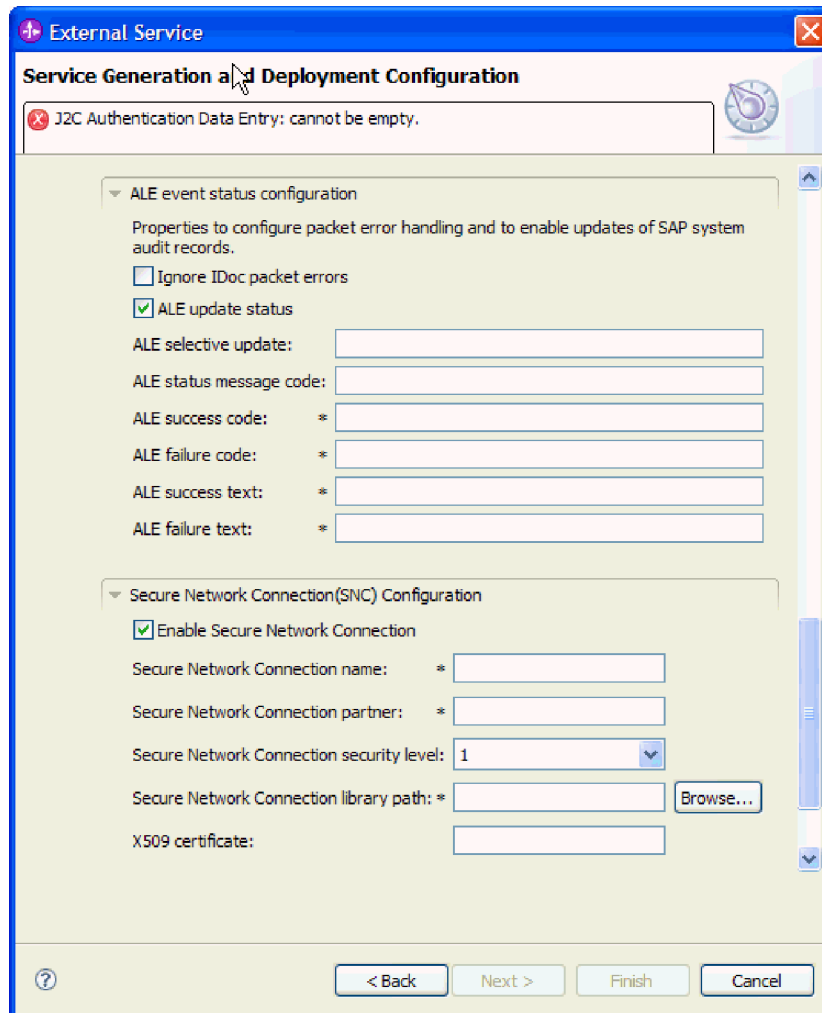 External Service
Service Generation and Deployment Configuration
J2C Authentication Data Entry: cannot be empty.
ALE event status configuration
Properties to configure packet error handling and to enable updates of SAP system
audit records.
Ignore IDoc packet errors
ALE update status
ALE selective update:
ALE status message code:
ALE success code: *
ALE failure code: *
ALE success text: *
ALE failure text: *
Secure Network Connection(SNC) Configuration
Enable Secure Network Connection
Secure Network Connection name: *
Secure Network Connection partner: *
Secure Network Connection security level: 1
Secure Network Connection library path: * Browse...
X509 certificate:
? < Back Next > Finish Cancel